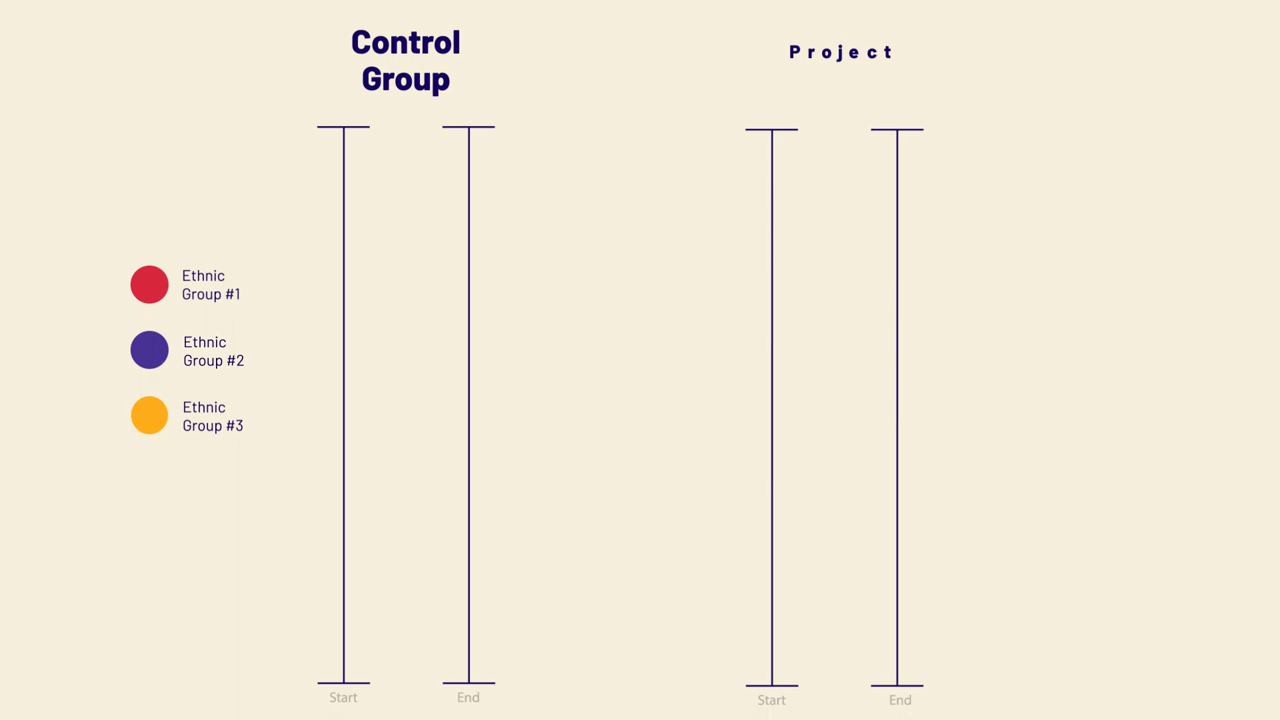 Control
Group
Project
Ethnic
Group #1
Ethnic
Group #2
Ethnic
Group #3
Start
End
Start
End